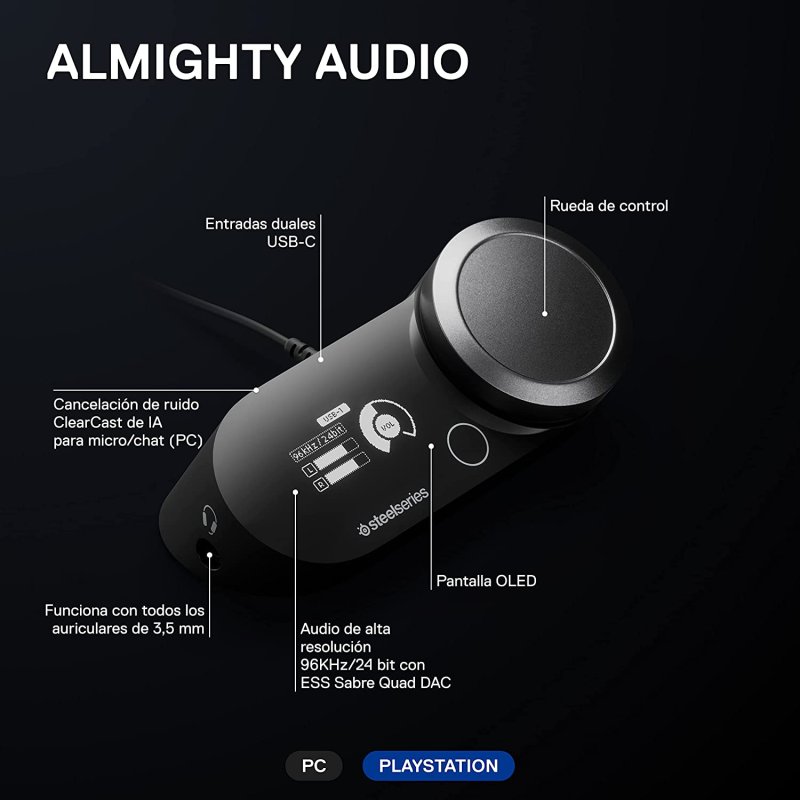 ALMIGHTY AUDIO
Rueda de control
Entradas duales
USB-C
Cancelación de ruido
ClearCast de IA
para micro/chat (PC)
USB-1
96KHz/24bit
VOL
L
R
steelseries
Pantalla OLED
Funciona con todos los
auriculares de 3,5 mm
Audio de alta
resolución
96KHz/24 bit con
ESS Sabre Quad DAC
PC
PLAYSTATION